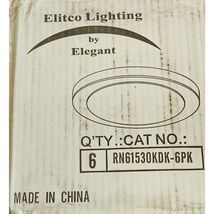 Elitco Lighting
by
Elegant
Q'TY.:CAT NO.:
6 RN61530KDK-6PK
MADE IN CHINA